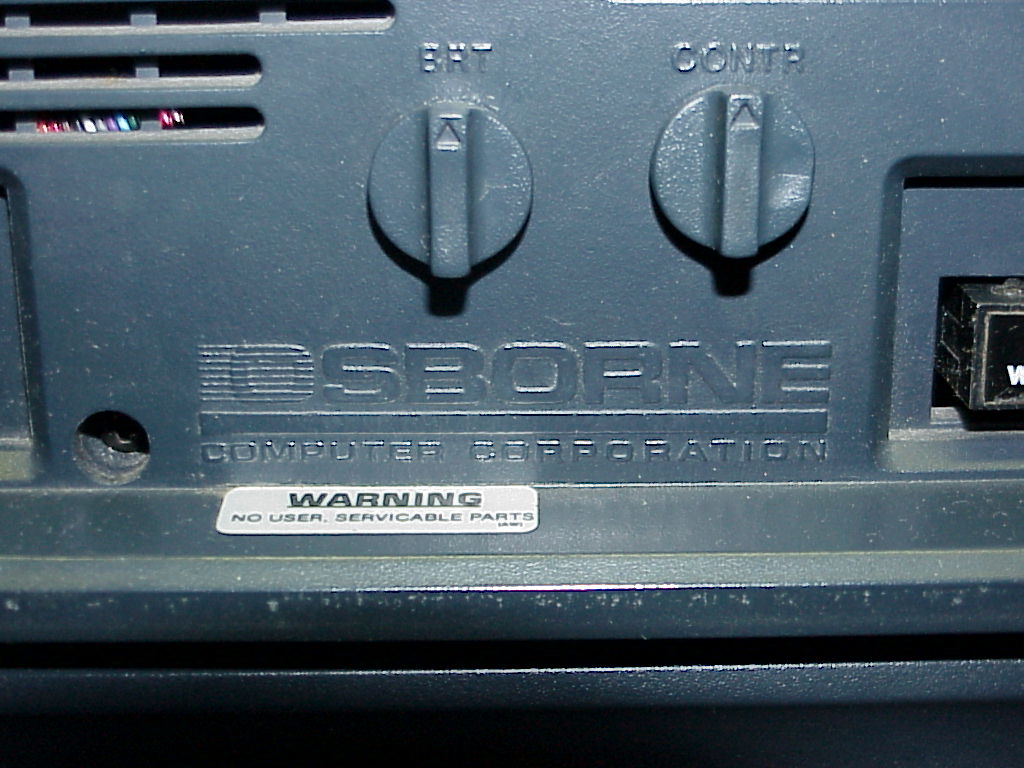 BRT CONTR
OSBORNE
COMPUTER CORPORATION
WARNING
NO USER, SERVICABLE PARTS
W